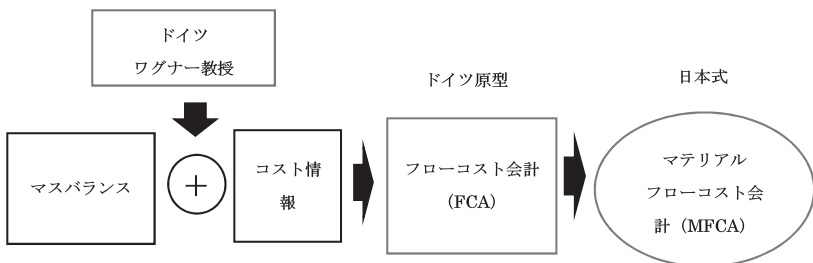 ドイツ
ワグナー教授
ドイツ原型
日本式
マスバランス
+
コスト情
報
フローコスト会計
(FCA)
マテリアル
フローコスト会
計（MFCA）